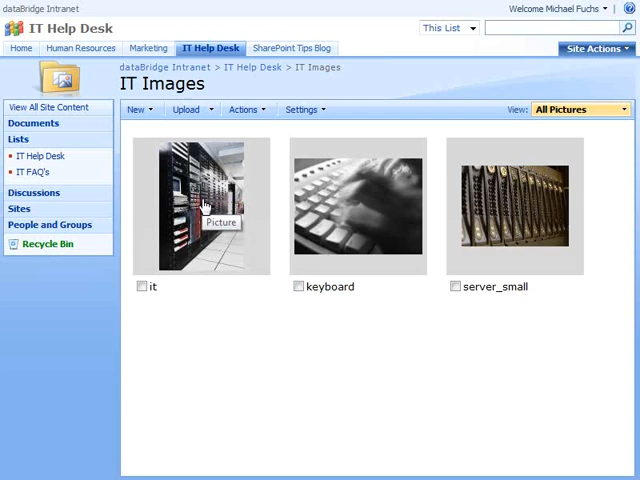 dataBridge Intranet
Welcome Michael Fuchs
IT Help Desk
This List
Home
Human Resources
Marketing
IT Help Desk
SharePoint Tips Blog
Site Actions
dataBridge Intranet > IT Help Desk > IT Images
IT Images
View All Site Content
Documents
Lists
IT Help Desk
IT FAQ's
Discussions
Sites
People and Groups
Recycle Bin
New
Upload
Actions
Settings
View: All Pictures
Picture
it
keyboard
server_small